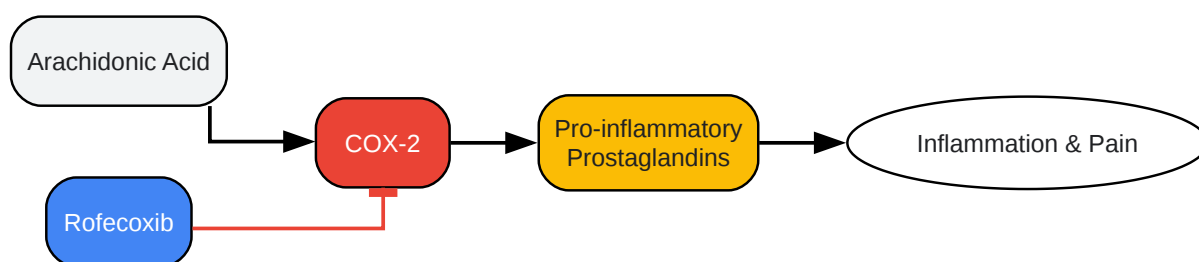 Arachidonic Acid
COX-2
Pro-inflammatory
Prostaglandins
Inflammation & Pain
Rofecoxib